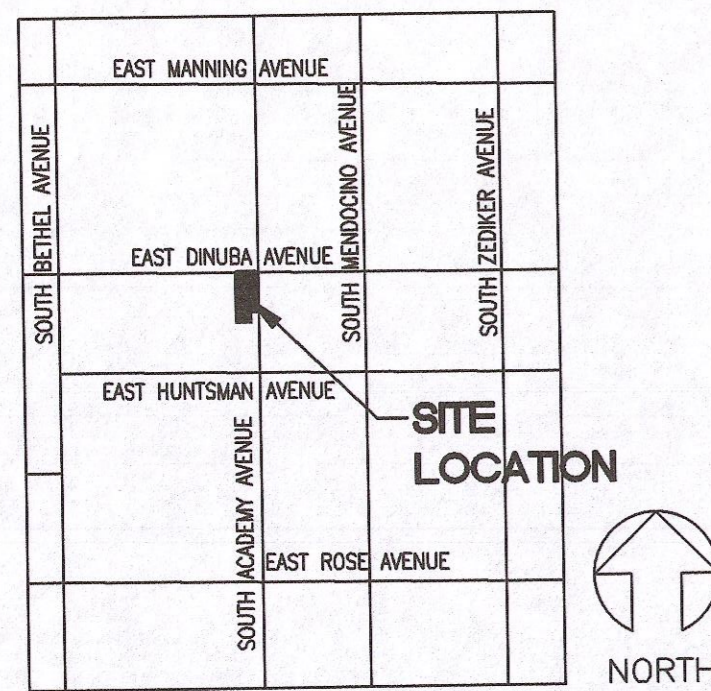 EAST MANNING AVENUE
SOUTH BETHEL AVENUE
SOUTH MENDOCINO AVENUE
SOUTH ZEDIKER AVENUE
EAST DINUBA AVENUE
EAST HUNTSMAN AVENUE
SITE
LOCATION
SOUTH ACADEMY AVENUE
EAST ROSE AVENUE
NORTH